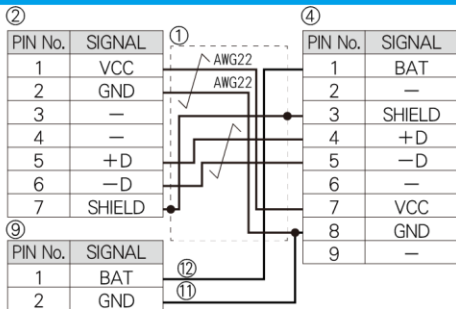 ② ① ④
PIN No. SIGNAL
1 VCC
2 GND
3 −
4 −
5 +D
6 −D
7 SHIELD
AWG22
AWG22
PIN No. SIGNAL
1 BAT
2 −
3 SHIELD
4 +D
5 −D
6 −
7 VCC
8 GND
9 −
⑨
PIN No. SIGNAL
1 BAT
2 GND
⑫
⑪